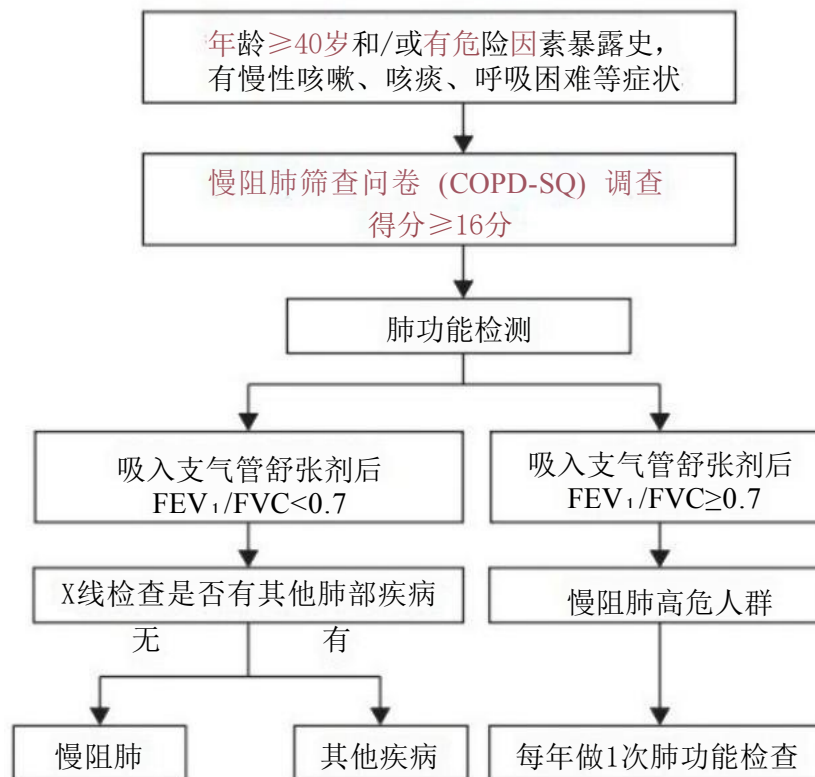 年龄≥40岁和/或有危险因素暴露史，
有慢性咳嗽、咳痰、呼吸困难等症状
慢阻肺筛查问卷 (COPD-SQ) 调查
得分≥16分
肺功能检测
吸入支气管舒张剂后
FEV₁/FVC<0.7
吸入支气管舒张剂后
FEV₁/FVC≥0.7
X线检查是否有其他肺部疾病
慢阻肺高危人群
无
有
慢阻肺
其他疾病
每年做1次肺功能检查